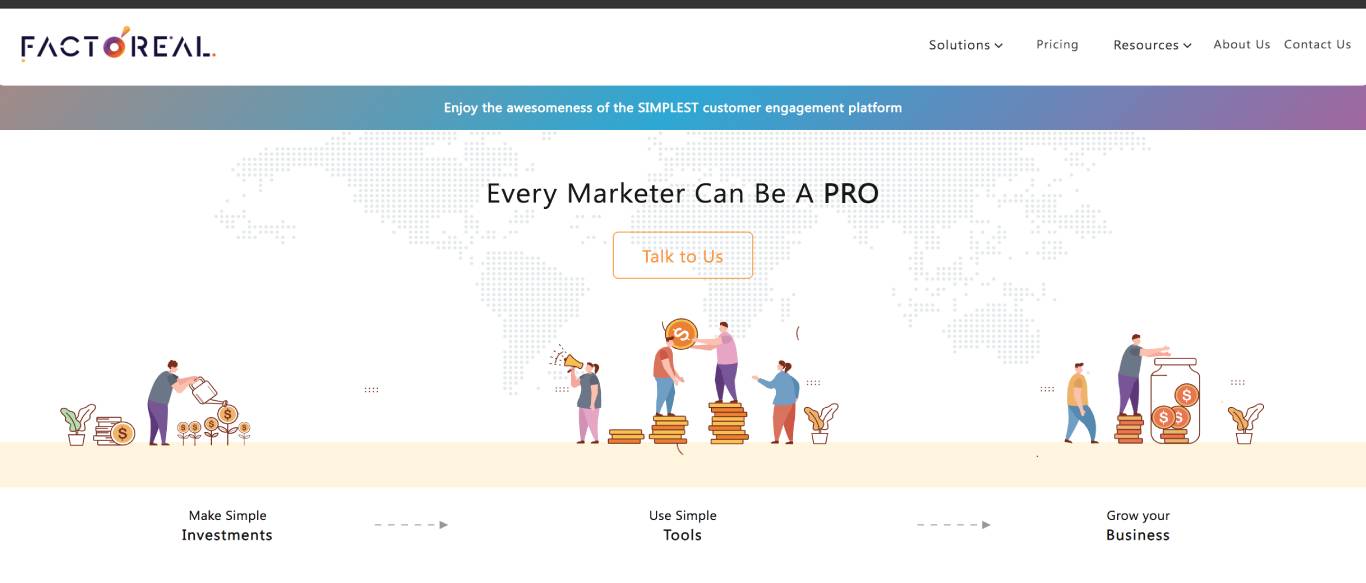 FACTOREAL
Solutions
Pricing
Resources
About Us
Contact Us
Enjoy the awesomeness of the SIMPLEST customer engagement platform
Every Marketer Can Be A PRO
Talk to Us
Make Simple
Investments
Use Simple
Tools
Grow your
Business